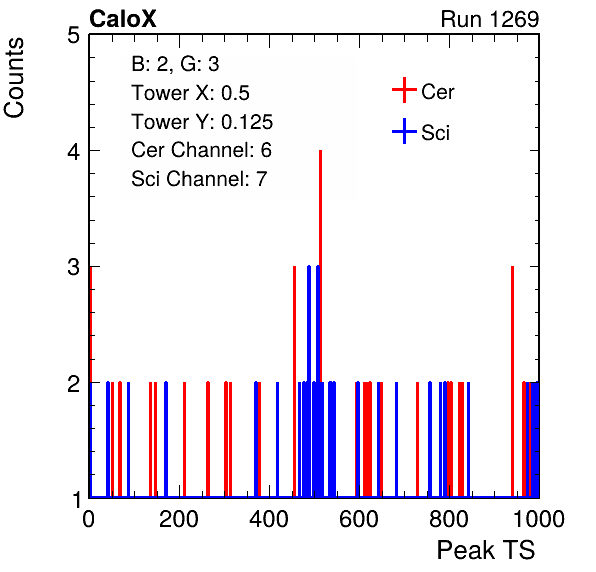 CaloX Run 1269
Counts
5
4
3
2
1
B: 2, G: 3
Tower X: 0.5
Tower Y: 0.125
Cer Channel: 6
Sci Channel: 7
Cer
Sci
0 200 400 600 800 1000
Peak TS